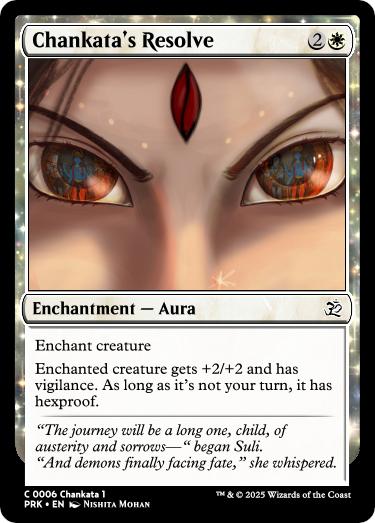 Chankata's Resolve 2
Enchantment — Aura
Enchant creature
Enchanted creature gets +2/+2 and has
vigilance. As long as it's not your turn, it has
hexproof.
“The journey will be a long one, child, of
austerity and sorrows—“ began Suli.
“And demons finally facing fate,” she whispered.
C 0006 Chankata 1
PRK • EN Nishita Mohan
™ & © 2025 Wizards of the Coast